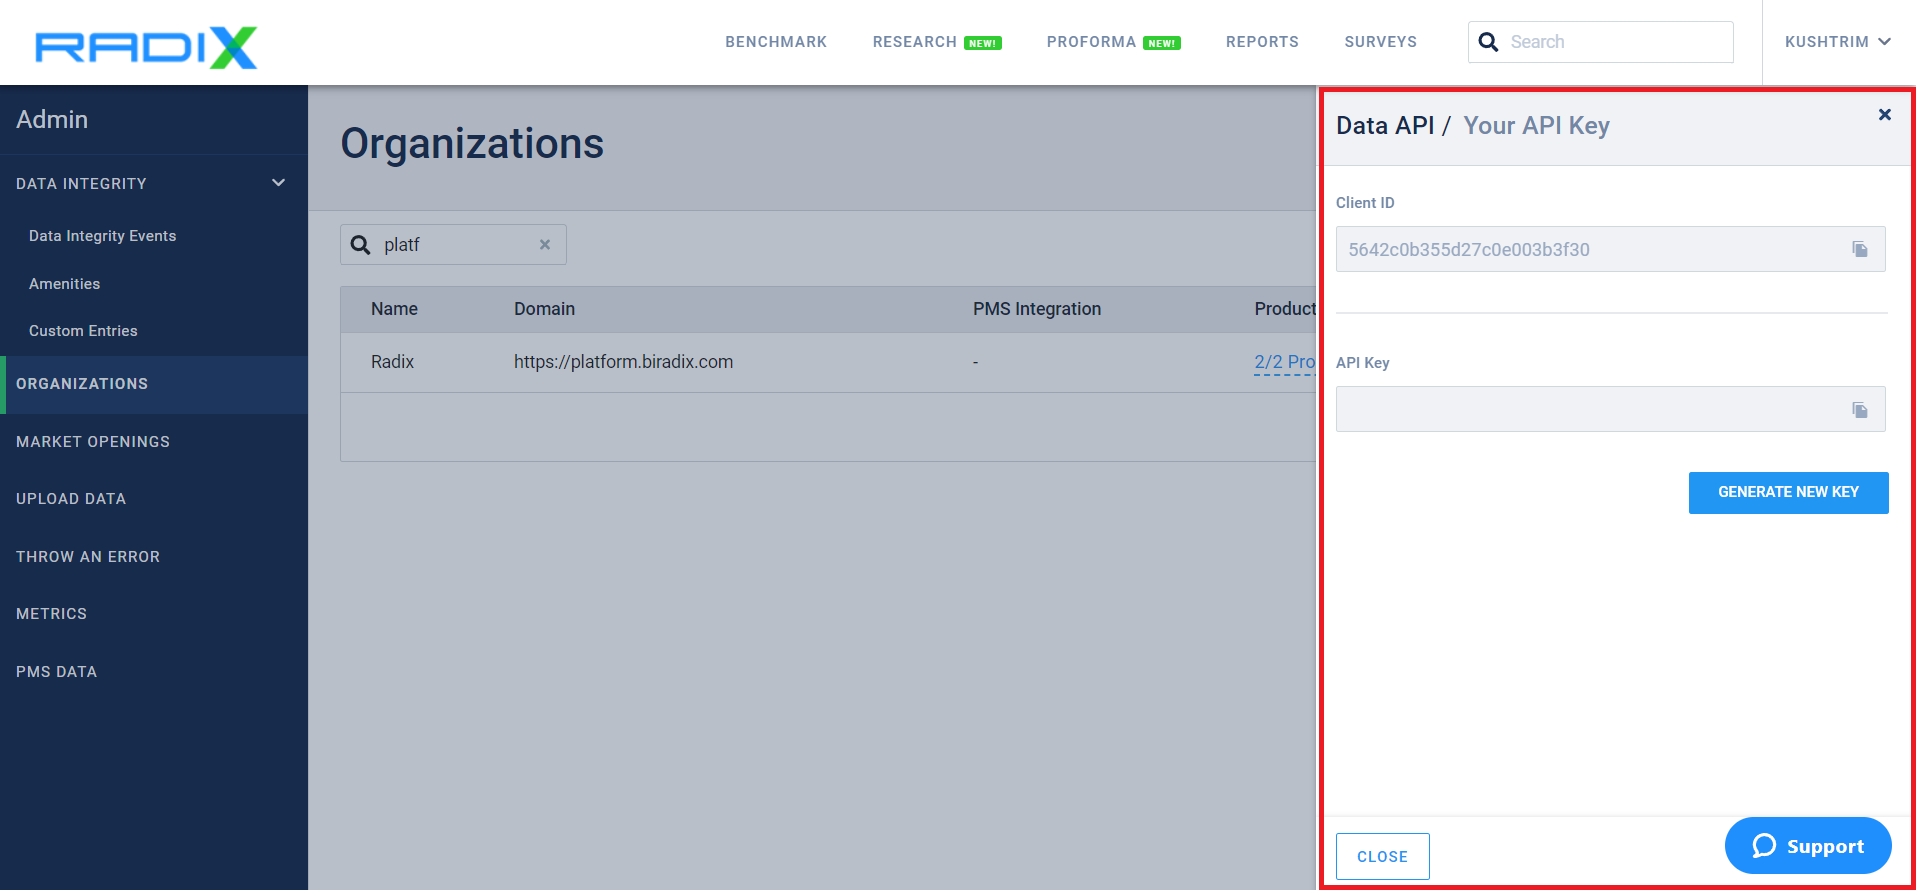 RADIX
BENCHMARK
RESEARCH NEW!
PROFORMA NEW!
REPORTS
SURVEYS
Search
KUSHTRIM
Admin
DATA INTEGRITY
Data Integrity Events
Amenities
Custom Entries
ORGANIZATIONS
MARKET OPENINGS
UPLOAD DATA
THROW AN ERROR
METRICS
PMS DATA
Organizations
platf
Name Domain PMS Integration Product
Radix https://platform.biradix.com - 2/2 Pro
Data API / Your API Key
Client ID
5642c0b355d27c0e003b3f30
API Key
GENERATE NEW KEY
CLOSE
Support